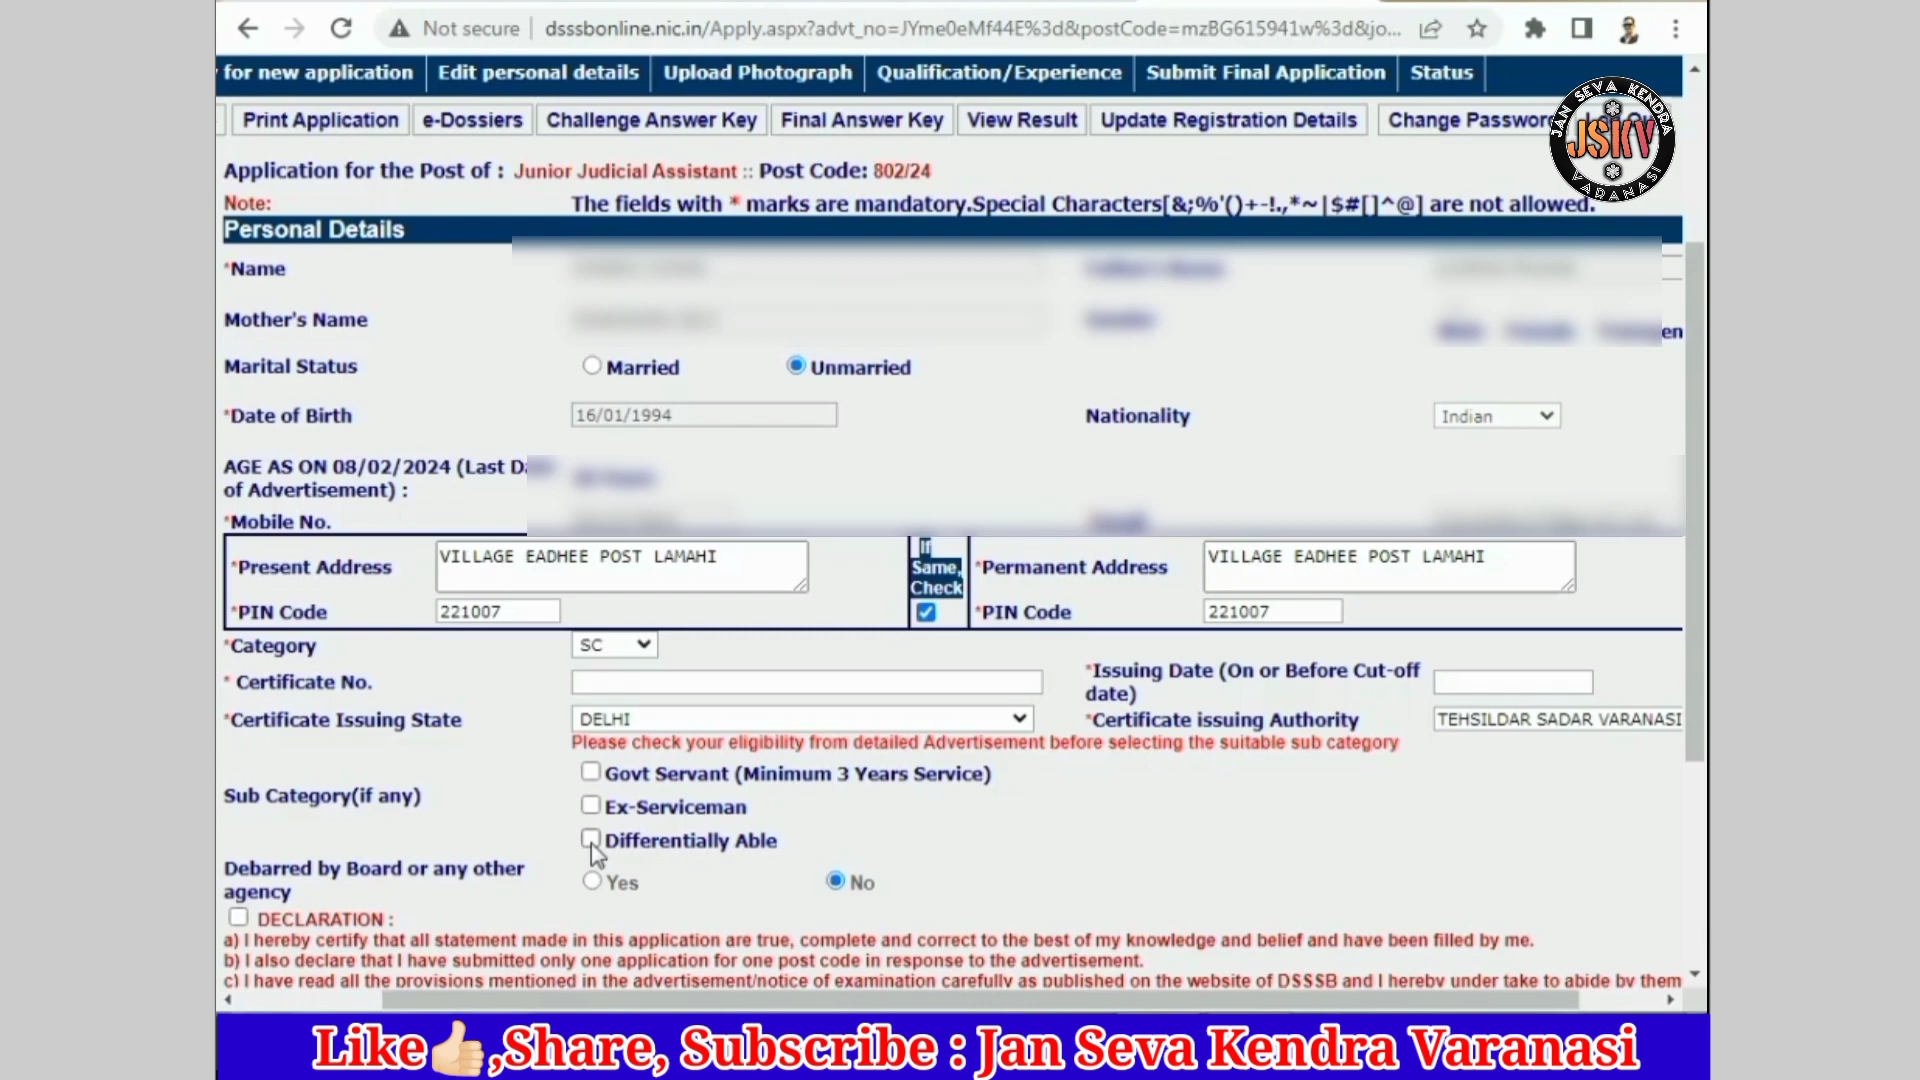 Not secure
dsssbonline.nic.in/Apply.aspx?advt_no=JYme0eMf44E%3d&postCode=mzBG615941w%3d&jo...
for new application Edit personal details Upload Photograph Qualification/Experience Submit Final Application Status
Print Application e-Dossiers Challenge Answer Key Final Answer Key View Result Update Registration Details Change Password
JAN SEVA KENDRA
JSKV
VARANASI
Application for the Post of : Junior Judicial Assistant :: Post Code: 802/24
Note: The fields with * marks are mandatory.Special Characters[&;%'()+-!.,*~|$#[]^@] are not allowed.
Personal Details
*Name
Mother's Name
Marital Status Married Unmarried
*Date of Birth 16/01/1994 Nationality Indian
AGE AS ON 08/02/2024 (Last
of Advertisement) :
*Mobile No.
*Present Address VILLAGE EADHEE POST LAMAHI If Same, Check *Permanent Address VILLAGE EADHEE POST LAMAHI
*PIN Code 221007 *PIN Code 221007
*Category SC
* Certificate No. *Issuing Date (On or Before Cut-off date)
*Certificate Issuing State DELHI *Certificate issuing Authority TEHSILDAR SADAR VARANASI
Please check your eligibility from detailed Advertisement before selecting the suitable sub category
Sub Category(if any)
Govt Servant (Minimum 3 Years Service)
Ex-Serviceman
Differentially Able
Debarred by Board or any other agency Yes No
DECLARATION :
a) I hereby certify that all statement made in this application are true, complete and correct to the best of my knowledge and belief and have been filled by me.
b) I also declare that I have submitted only one application for one post code in response to the advertisement.
c) I have read all the provisions mentioned in the advertisement/notice of examination carefully as published on the website of DSSSB and I hereby under take to abide by them
Like👍🏻,Share, Subscribe : Jan Seva Kendra Varanasi